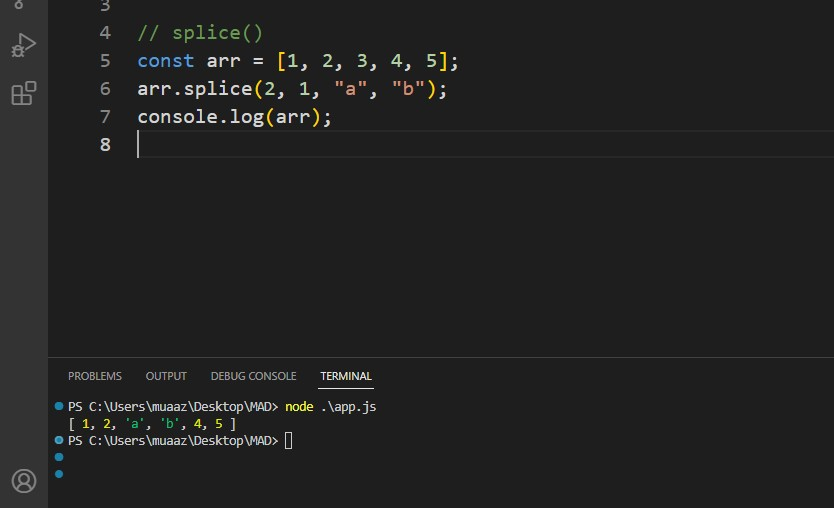 3
4 // splice()
5 const arr = [1, 2, 3, 4, 5];
6 arr.splice(2, 1, "a", "b");
7 console.log(arr);
8
PROBLEMS OUTPUT DEBUG CONSOLE TERMINAL
PS C:\Users\muaaz\Desktop\MAD> node .\app.js
[ 1, 2, 'a', 'b', 4, 5 ]
PS C:\Users\muaaz\Desktop\MAD>